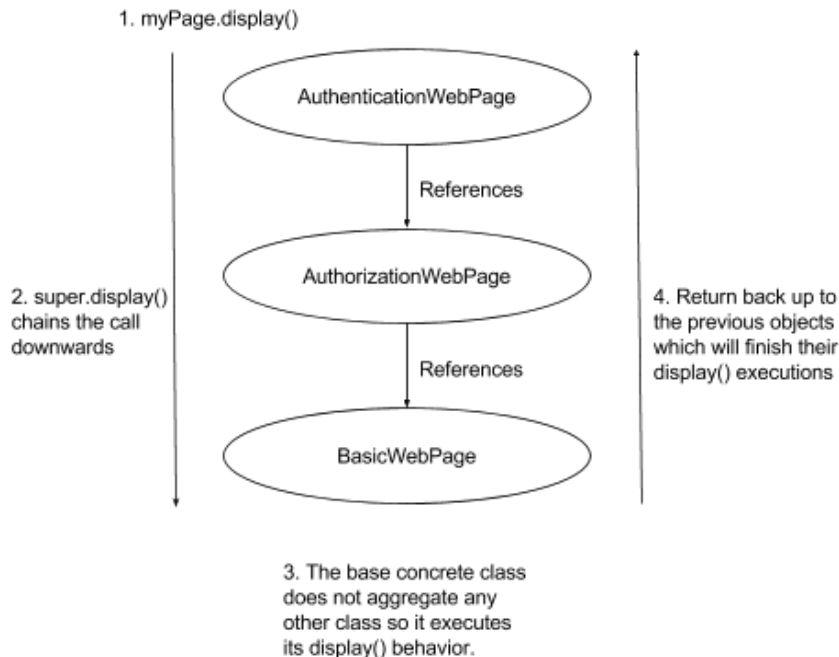 1. myPage.display()
AuthenticationWebPage
References
AuthorizationWebPage
2. super.display()
chains the call
downwards
4. Return back up to
the previous objects
which will finish their
display() executions
References
BasicWebPage
3. The base concrete class
does not aggregate any
other class so it executes
its display() behavior.